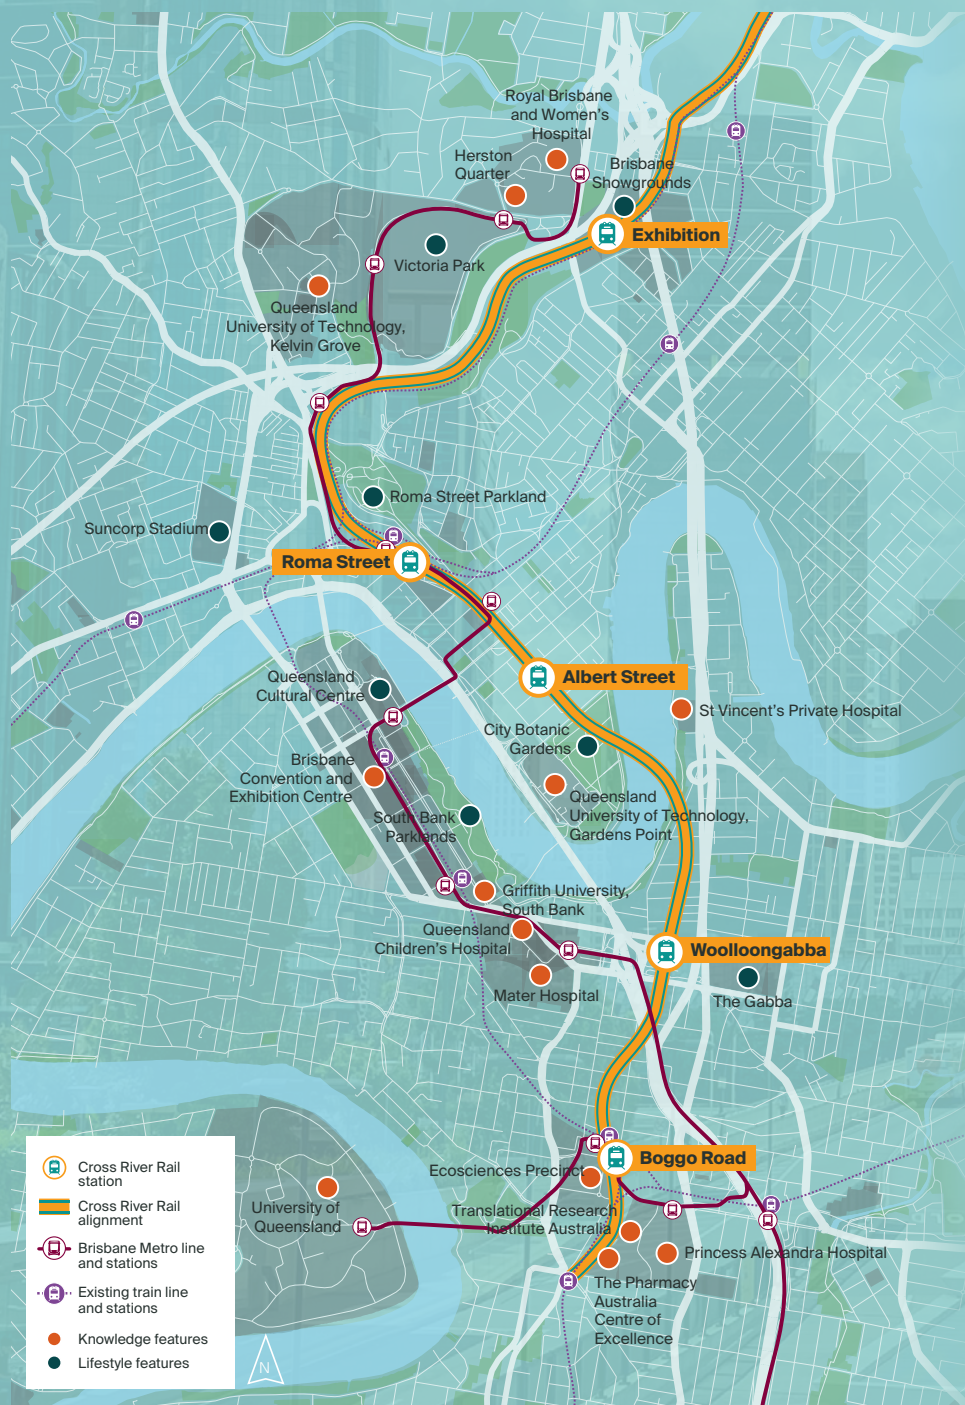 Royal Brisbane
and Women's
Hospital
Herston
Quarter
Brisbane
Showgrounds
Exhibition
Victoria Park
Queensland
University of Technology,
Kelvin Grove
Roma Street Parkland
Suncorp Stadium
Roma Street
Albert Street
Queensland
Cultural Centre
St Vincent's Private Hospital
City Botanic
Gardens
Brisbane
Convention and
Exhibition Centre
Queensland
University of Technology,
Gardens Point
South Bank
Parklands
Griffith University,
South Bank
Queensland
Children's Hospital
Woolloongabba
Mater Hospital
The Gabba
Boggo Road
Ecosciences Precinct
University of
Queensland
Translational Research
Institute Australia
Princess Alexandra Hospital
The Pharmacy
Australia
Centre of
Excellence
Cross River Rail
station
Cross River Rail
alignment
Brisbane Metro line
and stations
Existing train line
and stations
Knowledge features
Lifestyle features
N